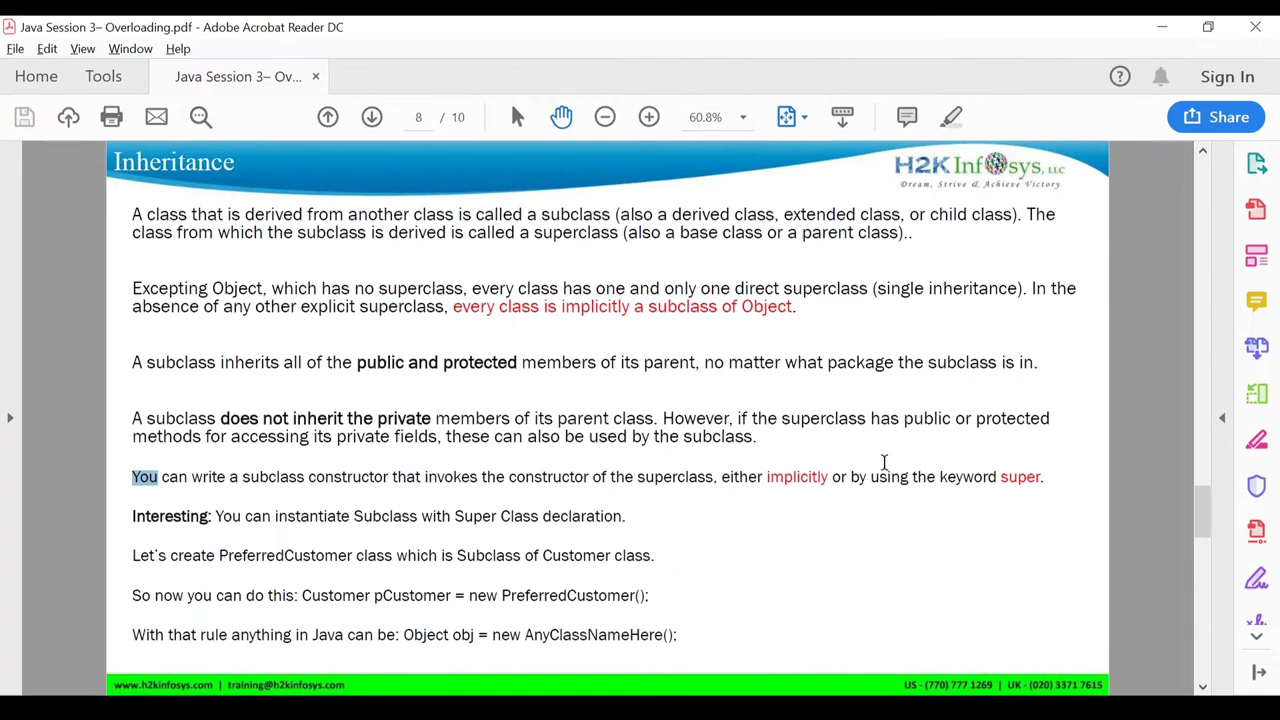 Java Session 3– Overloading.pdf - Adobe Acrobat Reader DC
File Edit View Window Help
Home Tools Java Session 3– Ov... × Sign In
8 / 10 60.8% Share
Inheritance
H2K Infosys, LLC
Dream, Strive & Achieve Victory
A class that is derived from another class is called a subclass (also a derived class, extended class, or child class). The
class from which the subclass is derived is called a superclass (also a base class or a parent class)..
Excepting Object, which has no superclass, every class has one and only one direct superclass (single inheritance). In the
absence of any other explicit superclass, every class is implicitly a subclass of Object.
A subclass inherits all of the public and protected members of its parent, no matter what package the subclass is in.
A subclass does not inherit the private members of its parent class. However, if the superclass has public or protected
methods for accessing its private fields, these can also be used by the subclass.
You can write a subclass constructor that invokes the constructor of the superclass, either implicitly or by using the keyword super.
Interesting: You can instantiate Subclass with Super Class declaration.
Let's create PreferredCustomer class which is Subclass of Customer class.
So now you can do this: Customer pCustomer = new PreferredCustomer();
With that rule anything in Java can be: Object obj = new AnyClassNameHere();
www.h2kinfosys.com | training@h2kinfosys.com US - (770) 777 1269 | UK - (020) 3371 7615